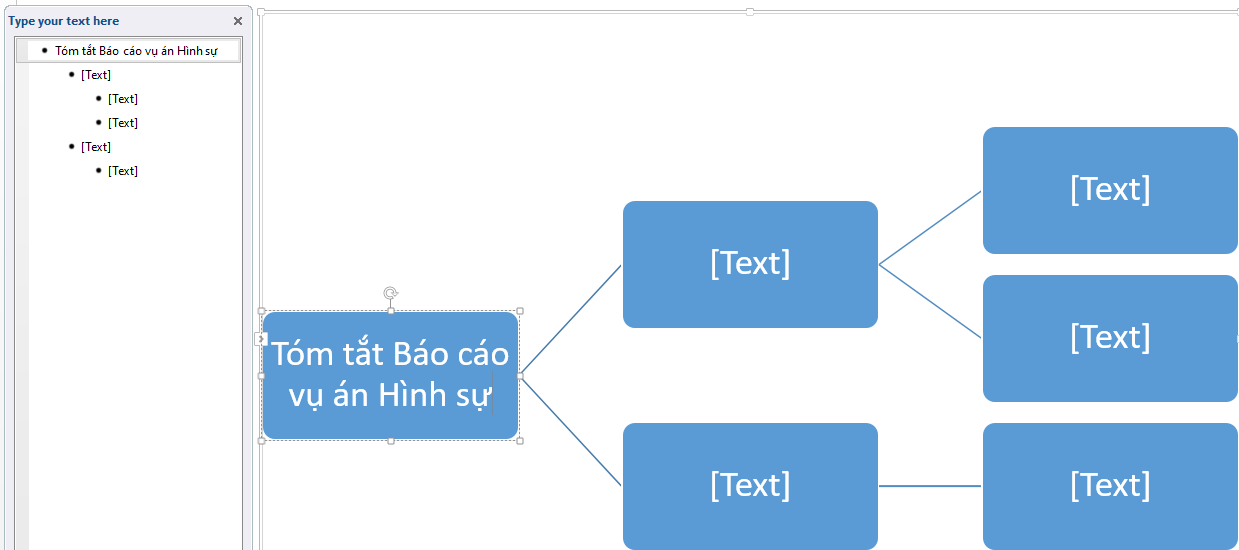 Type your text here
Tóm tắt Báo cáo vụ án Hình sự
[Text]
[Text]
[Text]
[Text]
[Text]
Tóm tắt Báo cáo
vụ án Hình sự
[Text]
[Text]
[Text]
[Text]
[Text]